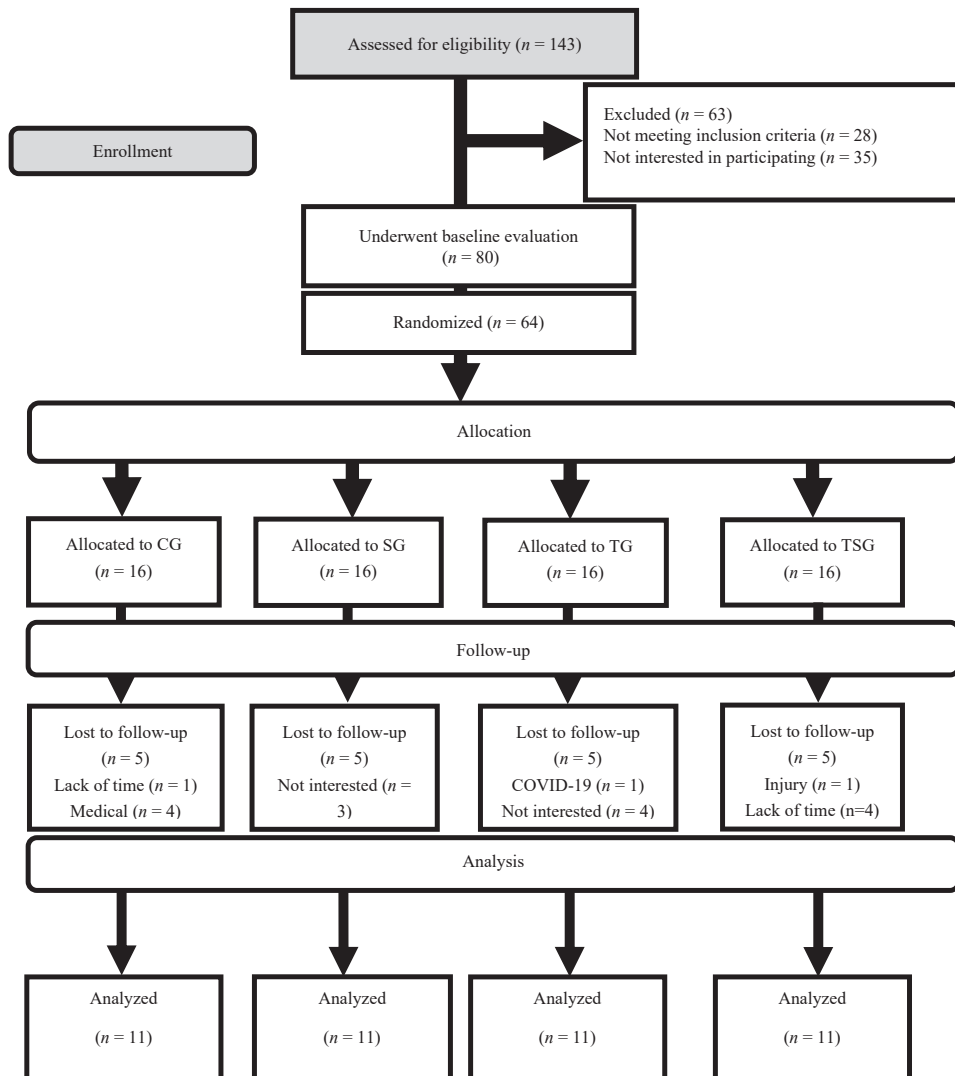 Assessed for eligibility (n = 143)
Excluded (n = 63)
Not meeting inclusion criteria (n = 28)
Not interested in participating (n = 35)
Enrollment
Underwent baseline evaluation
(n = 80)
Randomized (n = 64)
Allocation
Allocated to CG
(n = 16)
Allocated to SG
(n = 16)
Allocated to TG
(n = 16)
Allocated to TSG
(n = 16)
Follow-up
Lost to follow-up
(n = 5)
Lack of time (n = 1)
Medical (n = 4)
Lost to follow-up
(n = 5)
Not interested (n =
3)
Lost to follow-up
(n = 5)
COVID-19 (n = 1)
Not interested (n = 4)
Lost to follow-up
(n = 5)
Injury (n = 1)
Lack of time (n=4)
Analysis
Analyzed
(n = 11)
Analyzed
(n = 11)
Analyzed
(n = 11)
Analyzed
(n = 11)